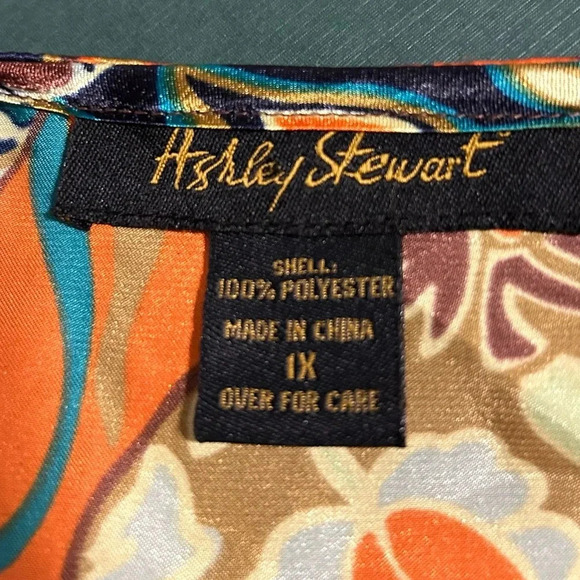 Ashley Stewart
SHELL:
100% POLYESTER
MADE IN CHINA
1X
OVER FOR CARE